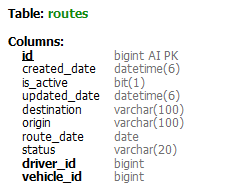 Table: routes
Columns:
id bigint AI PK
created_date datetime(6)
is_active bit(1)
updated_date datetime(6)
destination varchar(100)
origin varchar(100)
route_date date
status varchar(20)
driver_id bigint
vehicle_id bigint